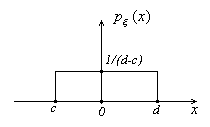 p_ξ (x)
1/(d-c)
c 0 d x